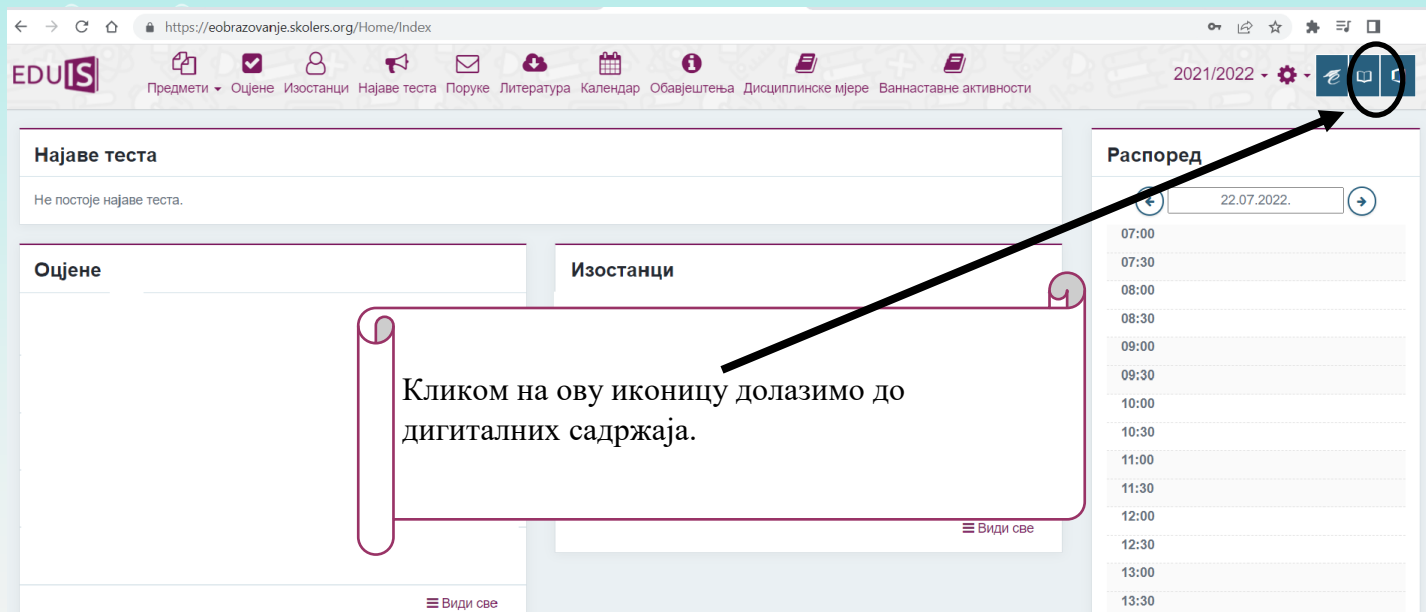 https://eobrazovanje.skolers.org/Home/Index
EDUIS
Предмети Оцјене Изостанци Најаве теста Поруке Литература Календар Обавјештења Дисциплинске мјере Ваннаставне активности
2021/2022
Најаве теста
Не постоје најаве теста.
Оцјене
Види све
Изостанци
Види све
Кликом на ову иконицу долазимо до
дигиталних садржаја.
Распоред
22.07.2022.
07:00
07:30
08:00
08:30
09:00
09:30
10:00
10:30
11:00
11:30
12:00
12:30
13:00
13:30